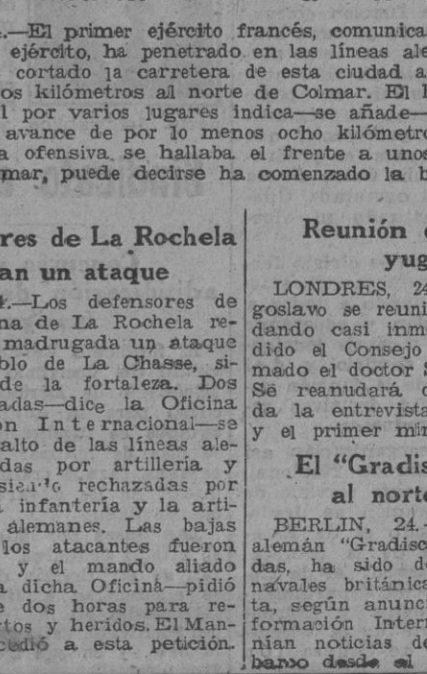 .—El primer ejército francés, comunica
ejército, ha penetrado en las líneas ale
cortado la carretera de esta ciudad a
os kilómetros al norte de Colmar. El
l por varios lugares indica—se añade—
avance de por lo menos ocho kilómetro
a ofensiva se hallaba el frente a unos
mar, puede decirse ha comenzado la b
res de La Rochela
an un ataque
4.—Los defensores de
na de La Rochela re-
madrugada un ataque
blo de La Chasse, si-
de la fortaleza. Dos
adas—dice la Oficina
ón Internacional—se
alto de las líneas ale-
das por artillería y
siendo rechazadas por
infantería y la arti-
alemanes. Las bajas
los atacantes fueron
y el mando aliado
a dicha Oficina—pidió
e dos horas para re-
rtos y heridos. El Man-
cedió a esta petición.
Reunión
yug
LONDRES, 24
goslavo se reuni
dando casi inm
dido el Consejo
mado el doctor S
Se reanudará
da la entrevista
y el primer min
El "Gradis
al norte
BERLIN, 24.-
alemán "Gradisc
das, ha sido de
navales británic
ta, según anunc
formación Inter
nían noticias de
banso desde el